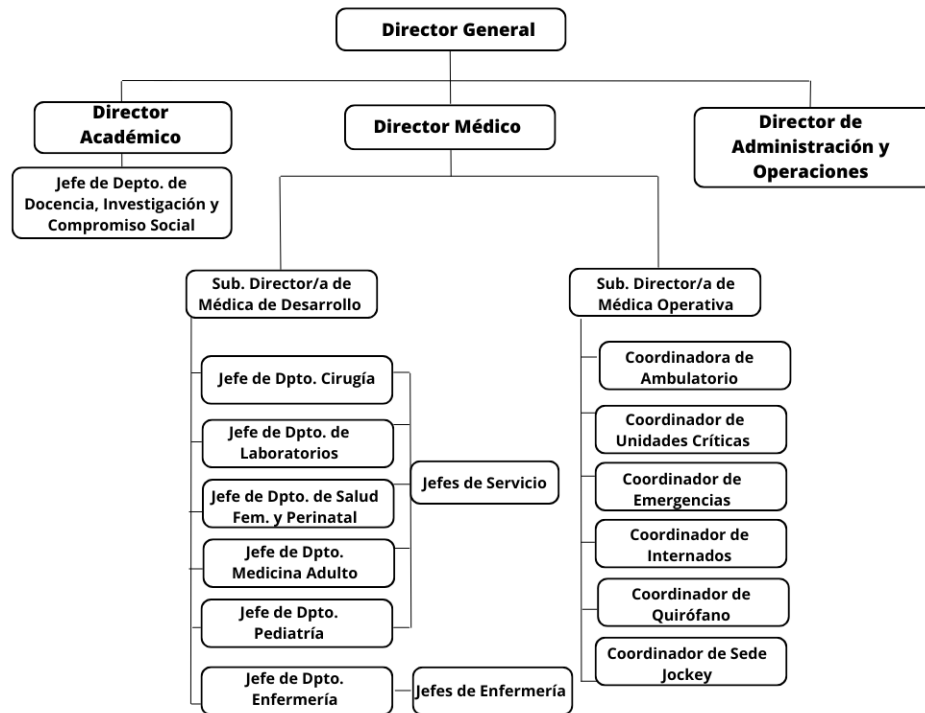 Director General
Director
Académico
Director Médico
Director de
Administración y
Operaciones
Jefe de Depto. de
Docencia, Investigación y
Compromiso Social
Sub. Director/a de
Médica de Desarrollo
Sub. Director/a de
Médica Operativa
Jefe de Dpto. Cirugía
Jefe de Dpto. de
Laboratorios
Jefe de Dpto. de Salud
Fem. y Perinatal
Jefe de Dpto.
Medicina Adulto
Jefe de Dpto.
Pediatría
Jefe de Dpto.
Enfermería
Jefes de Servicio
Jefes de Enfermería
Coordinadora de
Ambulatorio
Coordinador de
Unidades Críticas
Coordinador de
Emergencias
Coordinador de
Internados
Coordinador de
Quirófano
Coordinador de Sede
Jockey